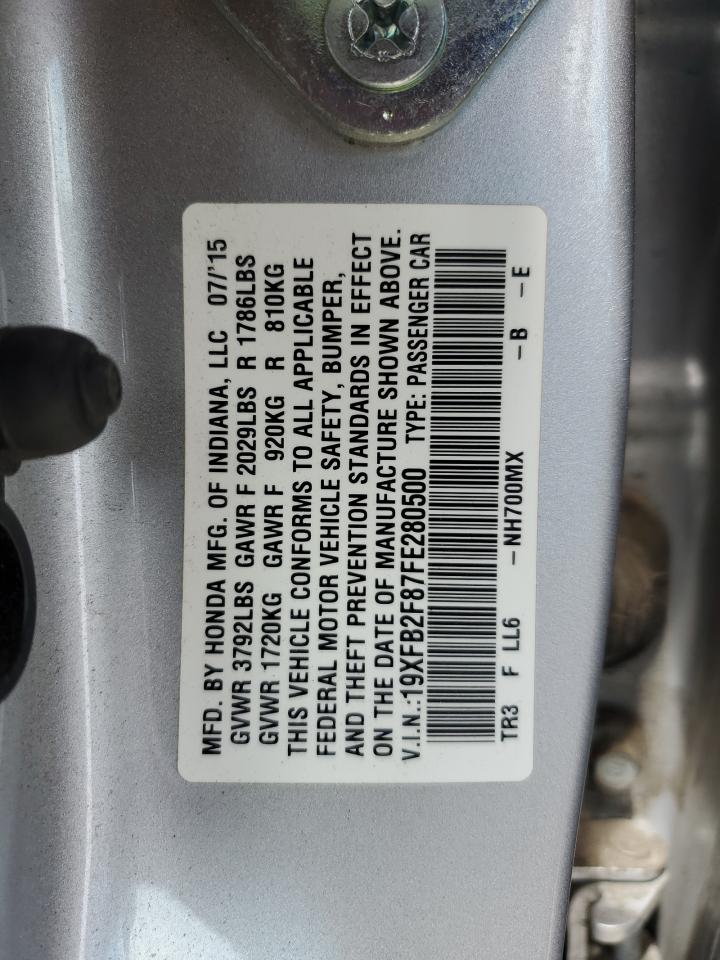 MFD. BY HONDA MFG. OF INDIANA, LLC 07/'15
GVWR 3792LBS GAWR F 2029LBS R 1786LBS
GVWR 1720KG GAWR F 920KG R 810KG
THIS VEHICLE CONFORMS TO ALL APPLICABLE
FEDERAL MOTOR VEHICLE SAFETY, BUMPER,
AND THEFT PREVENTION STANDARDS IN EFFECT
ON THE DATE OF MANUFACTURE SHOWN ABOVE.
V.I.N.:19XFB2F87FE280500 TYPE: PASSENGER CAR
TR3 F LL6 – NH700MX – B – E